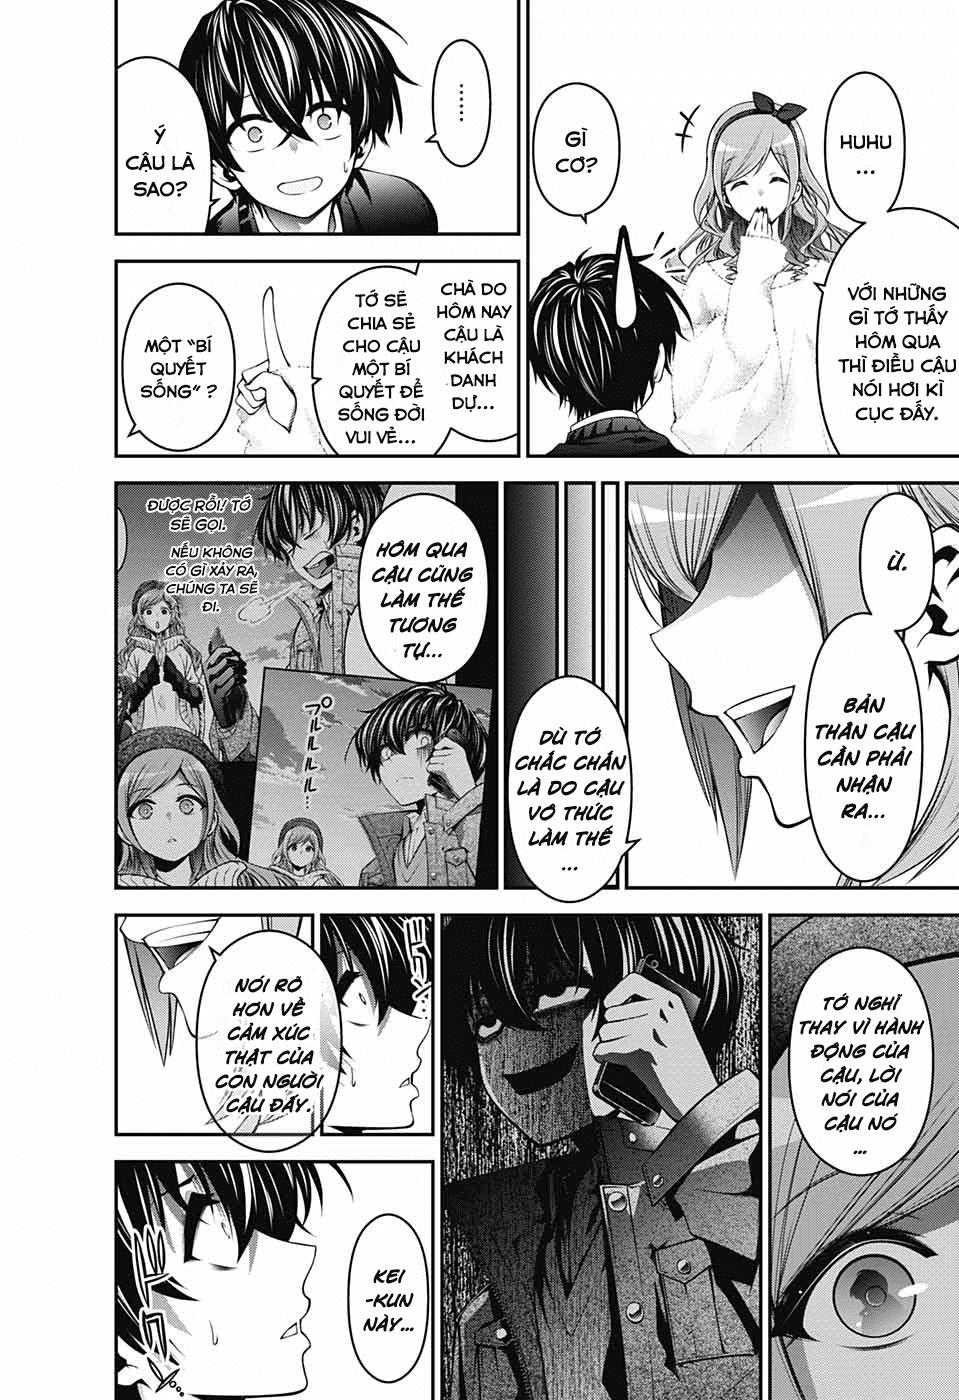 HUHU
...
VỚI NHỮNG
GÌ TỚ THẤY
HÔM QUA
THÌ ĐIỀU CẬU
NÓI HƠI KÌ
CỤC ĐẤY.
GÌ
CƠ?
......
Ý
CẬU LÀ
SAO?
CHÀ DO
HÔM NAY
CẬU LÀ
KHÁCH
DANH
DỰ...
TỚ SẼ
CHIA SẺ
CHO CẬU
MỘT BÍ
QUYẾT ĐỂ
SỐNG ĐỜI
VUI VẺ...
MỘT "BÍ
QUYẾT
SỐNG" ?
Ừ.
BẢN
THÂN CẬU
CẦN PHẢI
NHẬN
RA...
DÙ TỚ
CHẮC CHẮN
LÀ DO CẬU
VÔ THỨC
LÀM THẾ
...
HÔM QUA
CẬU CŨNG
LÀM THẾ
TƯƠNG
TỰ...
ĐƯỢC RỒI! TỚ
SẼ GỌI.
NẾU KHÔNG
CÓ GÌ XẢY RA,
CHÚNG TA SẼ
ĐI.
プルルルル...
TỚ NGHĨ
THAY VÌ HÀNH
ĐỘNG CỦA
CẬU, LỜI
NÓI CỦA
CẬU NÓ
...
NÓI RÕ
HƠN VỀ
CẢM XÚC
THẬT CỦA
CON NGƯỜI
CẬU ĐẤY.
KEI
-KUN
NÀY...